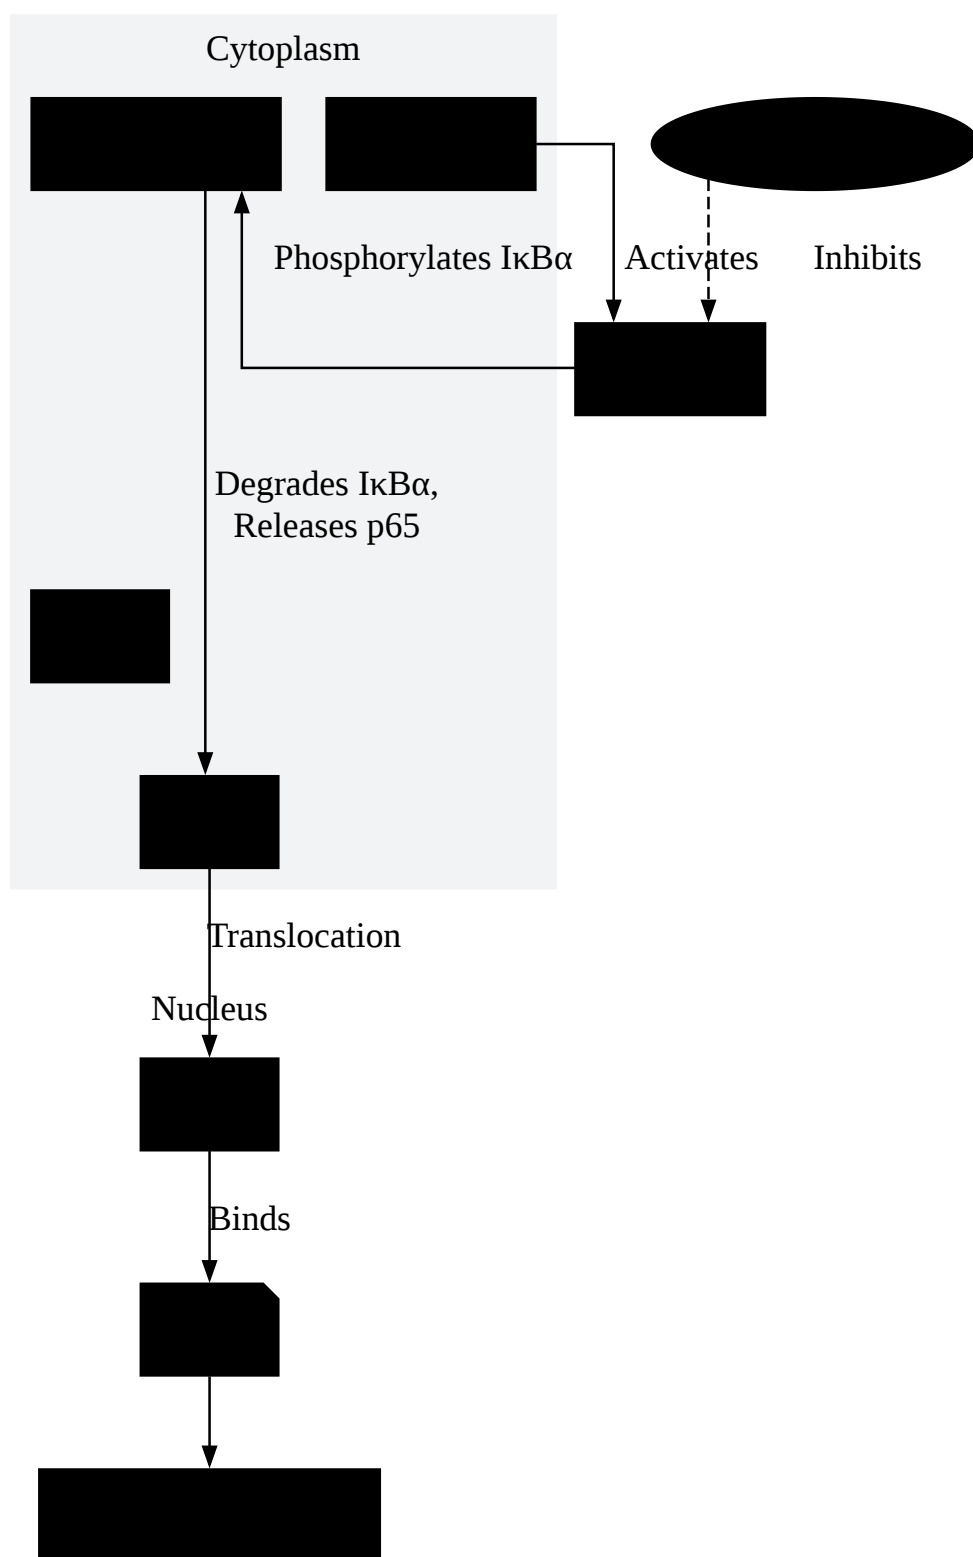 Cytoplasm
Phosphorylates IκBα
Activates
Inhibits
Degrades IκBα,
Releases p65
Translocation
Nucleus
Binds